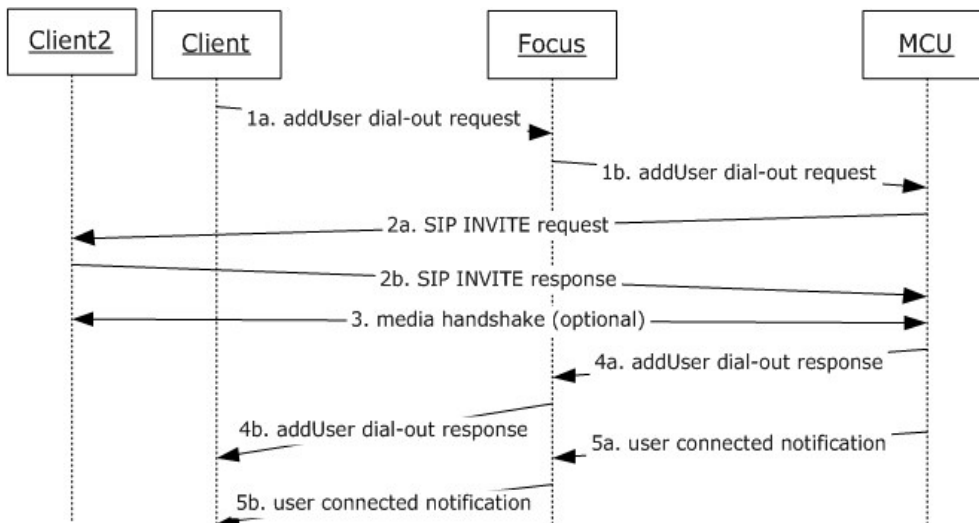 Client2
Client
Focus
MCU
1a. addUser dial-out request
1b. addUser dial-out request
2a. SIP INVITE request
2b. SIP INVITE response
3. media handshake (optional)
4a. addUser dial-out response
4b. addUser dial-out response
5a. user connected notification
5b. user connected notification